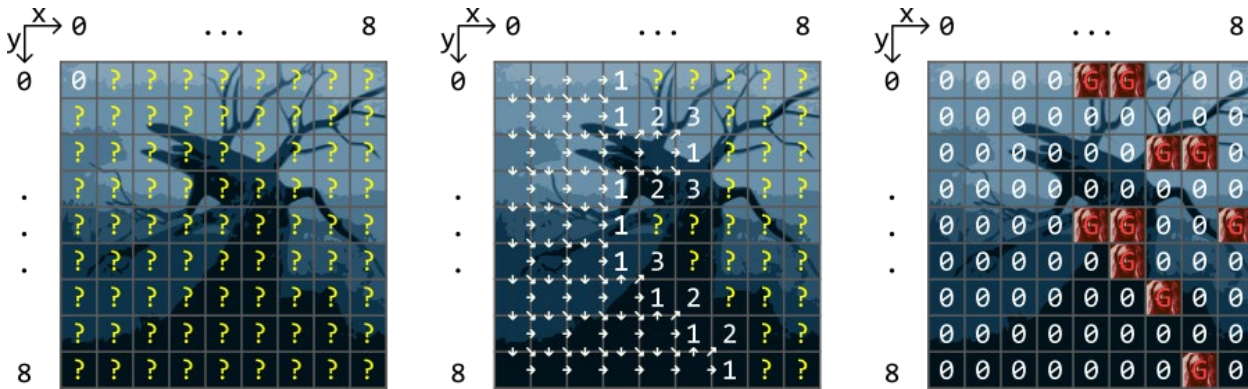 x
y 0 ... 8
0 0 ? ? ? ? ? ? ? ?
? ? ? ? ? ? ? ? ?
? ? ? ? ? ? ? ? ?
. ? ? ? ? ? ? ? ? ?
. ? ? ? ? ? ? ? ? ?
. ? ? ? ? ? ? ? ? ?
? ? ? ? ? ? ? ? ?
? ? ? ? ? ? ? ? ?
8 ? ? ? ? ? ? ? ? ?
x
y 0 ... 8
0 1 ? ? ? ? ?
1 2 3 ? ? ?
1 ? ? ?
. 1 2 3 ? ? ?
. 1 ? ? ? ? ?
. 1 3 ? ? ? ?
1 2 ? ? ?
1 2 ? ?
8 1 ? ?
x
y 0 ... 8
0 0 0 0 0 G G 0 0 0
0 0 0 0 0 0 0 0 0
0 0 0 0 0 0 G G 0
. 0 0 0 0 0 0 0 0 0
. 0 0 0 0 G G 0 0 G
. 0 0 0 0 0 G 0 0 0
0 0 0 0 0 0 G 0 0
0 0 0 0 0 0 0 0 0
8 0 0 0 0 0 0 0 G 0